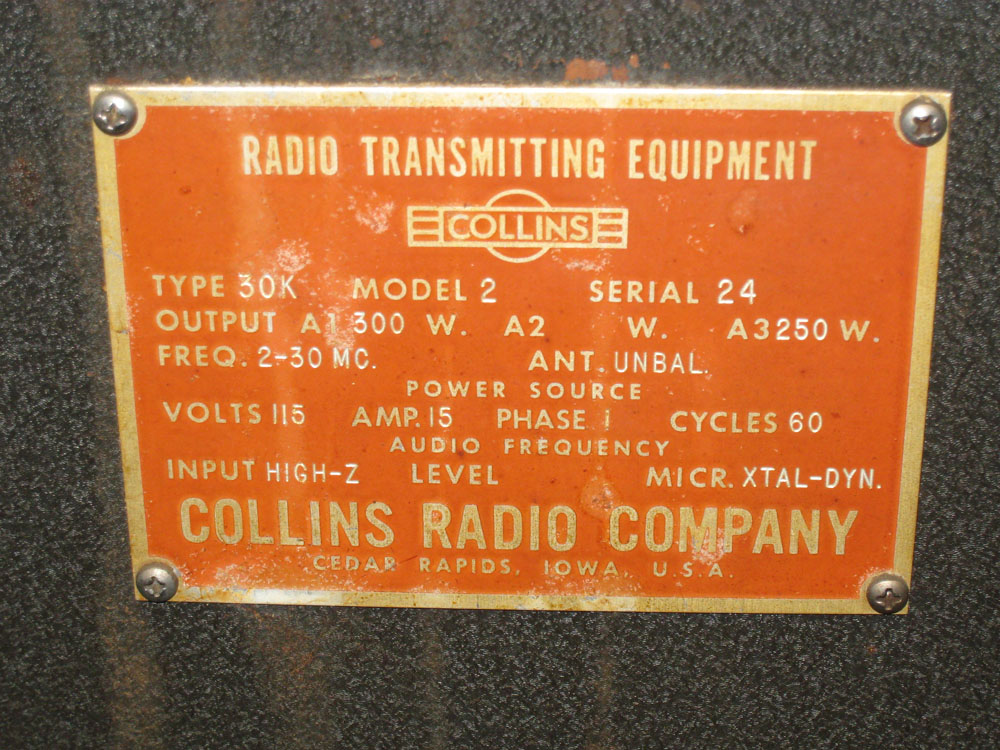 RADIO TRANSMITTING EQUIPMENT
COLLINS
TYPE 30K MODEL 2 SERIAL 24
OUTPUT A1 300 W. A2 W. A3 250 W.
FREQ. 2-30 MC. ANT. UNBAL.
POWER SOURCE
VOLTS 115 AMP. 15 PHASE 1 CYCLES 60
AUDIO FREQUENCY
INPUT HIGH-Z LEVEL MICR. XTAL-DYN.
COLLINS RADIO COMPANY
CEDAR RAPIDS, IOWA, U.S.A.